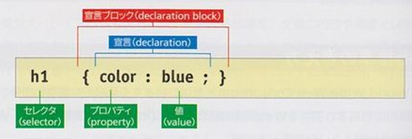 宣言ブロック(declaration block)
宣言(declaration)
h1 { color : blue ; }
セレクタ プロパティ 値
(selector) (property) (value)